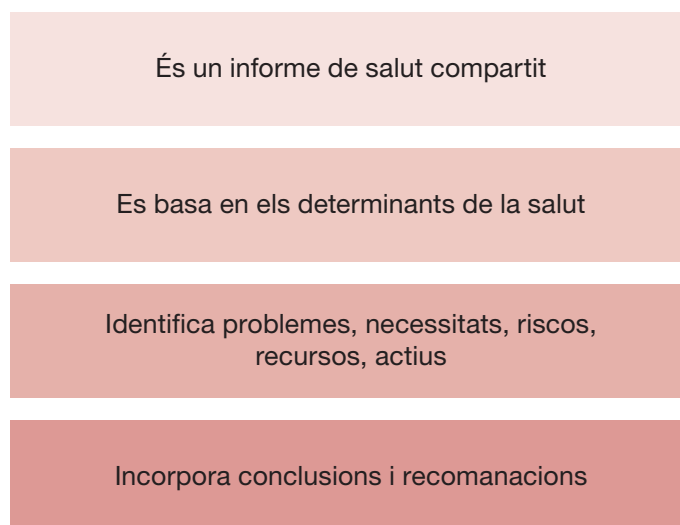 És un informe de salut compartit
Es basa en els determinants de la salut
Identifica problemes, necessitats, riscos,
recursos, actius
Incorpora conclusions i recomanacions